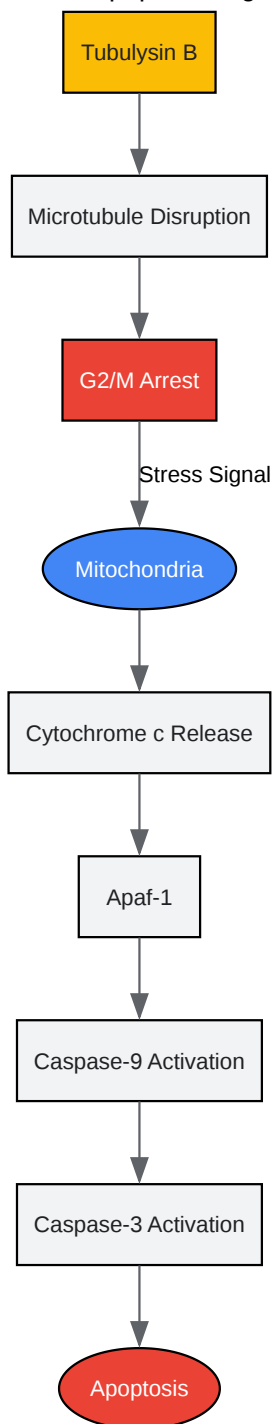 Tubulysin B
Microtubule Disruption
G2/M Arrest
Stress Signal
Mitochondria
Cytochrome c Release
Apaf-1
Caspase-9 Activation
Caspase-3 Activation
Apoptosis